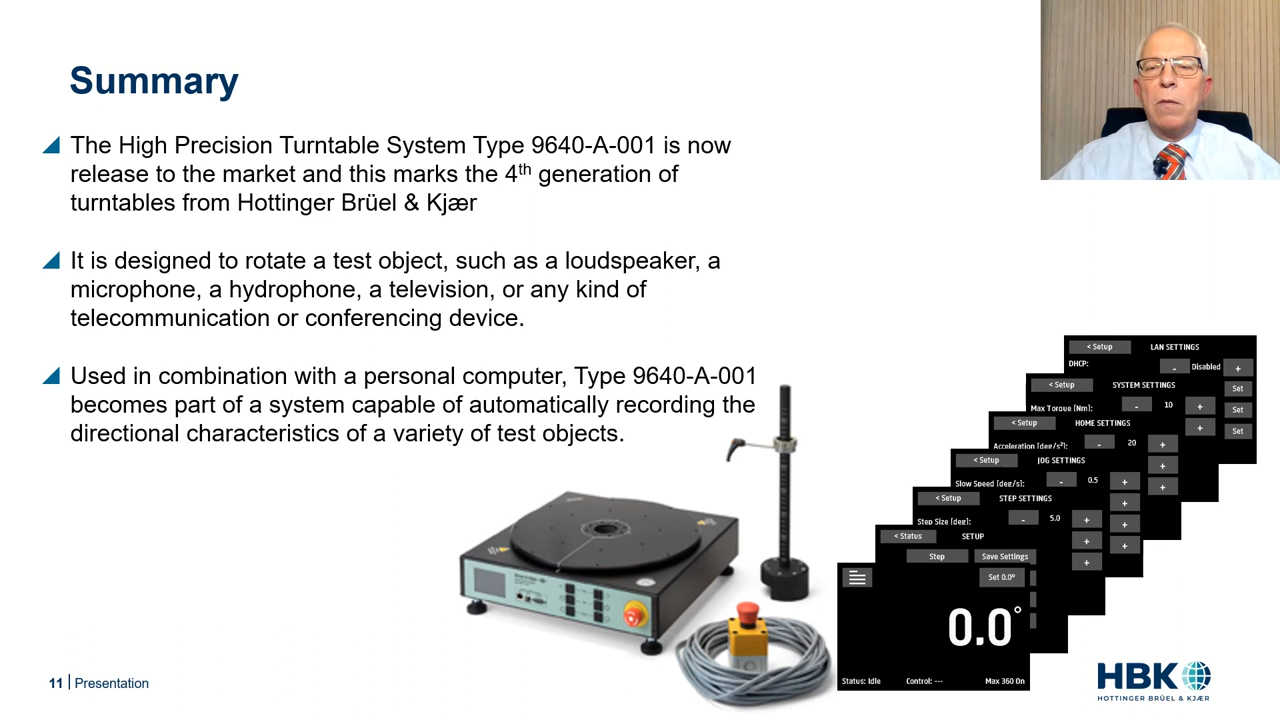 Summary
The High Precision Turntable System Type 9640-A-001 is now
release to the market and this marks the 4th generation of
turntables from Hottinger Brüel & Kjær
It is designed to rotate a test object, such as a loudspeaker, a
microphone, a hydrophone, a television, or any kind of
telecommunication or conferencing device.
Used in combination with a personal computer, Type 9640-A-001
becomes part of a system capable of automatically recording the
directional characteristics of a variety of test objects.
< Setup LAN SETTINGS
DHCP: - Disabled +
< Setup SYSTEM SETTINGS Set
Max Torque [Nm]: - 10 + Set
< Setup HOME SETTINGS + Set
Acceleration [deg/s²]: - 20 +
< Setup JOG SETTINGS +
Slow Speed [deg/s]: - 0.5 + +
< Setup STEP SETTINGS +
Step Size [deg]: - 5.0 + +
< Status SETUP + +
Step Save Settings +
Set 0.0°
0.0°
Status: Idle Control: --- Max 360 On
11 | Presentation
HBK
HOTTINGER BRÜEL & KJÆR